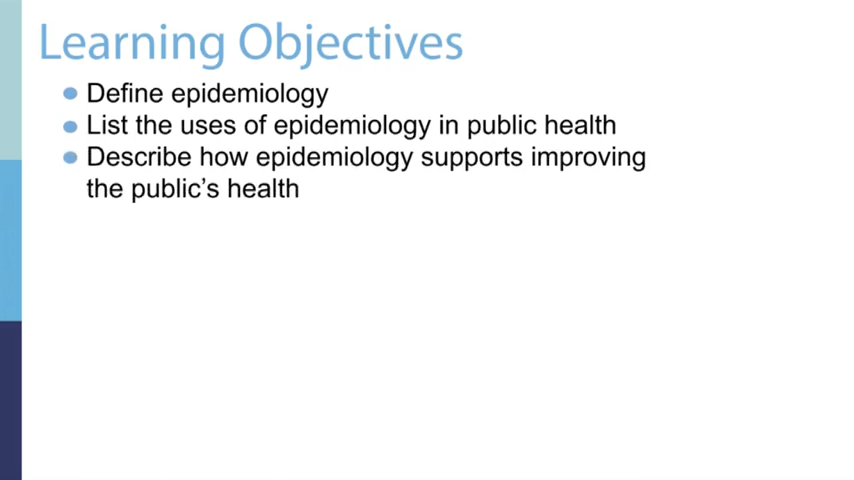 Learning Objectives
Define epidemiology
List the uses of epidemiology in public health
Describe how epidemiology supports improving
the public’s health